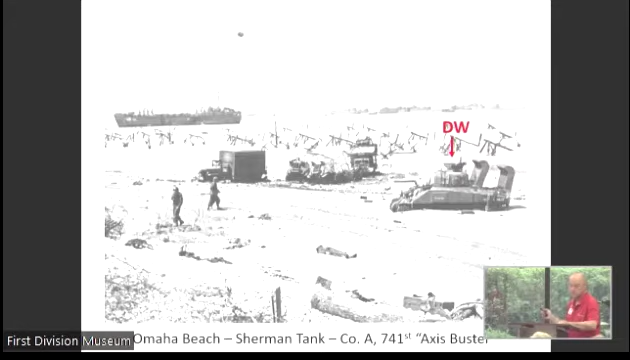 DW
First Division Museum
Omaha Beach – Sherman Tank – Co. A, 741st “Axis Buster